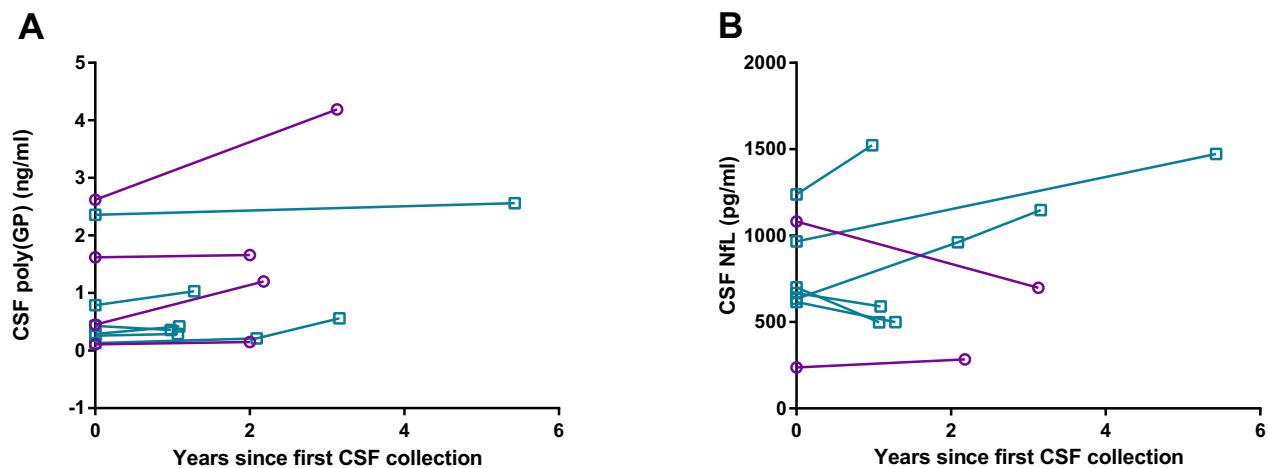 A
CSF poly(GP) (ng/ml)
5
4
3
2
1
0
-1
0 2 4 6
Years since first CSF collection
B
CSF NfL (pg/ml)
2000
1500
1000
500
0
0 2 4 6
Years since first CSF collection